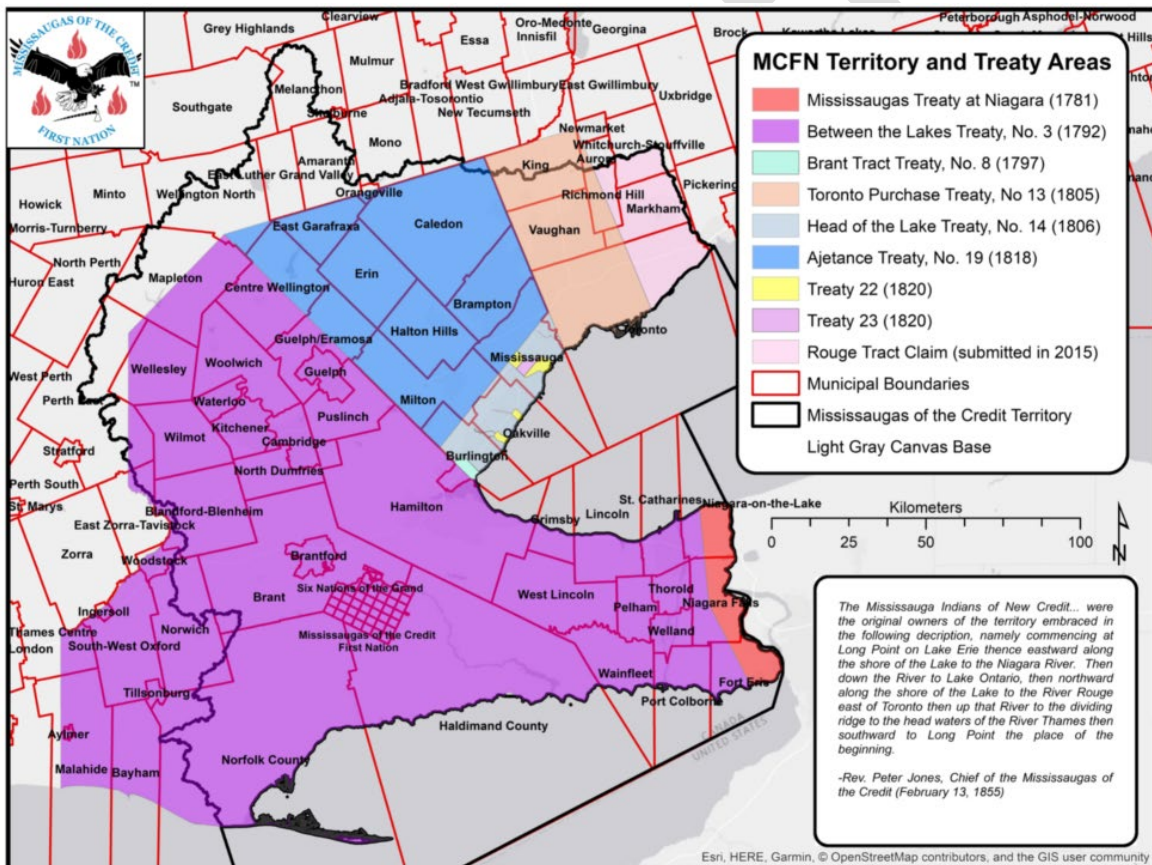 MISSISSAUGAS OF THE CREDIT
FIRST NATION
TM
Grey Highlands
Clearview
Essa
Oro-Medonte
Innisfil
Georgina
Brock
Peterborough
Asphodel-Norwood
Mulmur
Bradford West Gwillimbury
East Gwillimbury
Adjala-Tosorontio
New Tecumseth
Uxbridge
Southgate
Melancthon
Shelburne
Mono
Newmarket
Whitchurch-Stouffville
Aurora
King
Amaranth
East Luther Grand Valley
Orangeville
Minto
Wellington North
Richmond Hill
Markham
Pickering
Howick
Morris-Turnberry
East Garafraxa
Caledon
Vaughan
North Perth
Huron East
Mapleton
Centre Wellington
Erin
Brampton
Halton Hills
Toronto
Guelph/Eramosa
Mississauga
West Perth
Wellesley
Woolwich
Guelph
Perth East
Waterloo
Puslinch
Milton
Wilmot
Kitchener
Cambridge
Oakville
Stratford
North Dumfries
Burlington
Perth South
St. Marys
Blandford-Blenheim
Hamilton
East Zorra-Tavistock
Zorra
Grimsby
Lincoln
St. Catharines
Niagara-on-the-Lake
Woodstock
Brantford
Brant
Six Nations of the Grand
West Lincoln
Thorold
Pelham
Niagara Falls
Ingersoll
Thames Centre
London
Norwich
South-West Oxford
Mississaugas of the Credit
First Nation
Welland
Tillsonburg
Wainfleet
Fort Erie
Port Colborne
Aylmer
Haldimand County
Malahide
Bayham
Norfolk County
CANADA
UNITED STATES
MCFN Territory and Treaty Areas
Mississaugas Treaty at Niagara (1781)
Between the Lakes Treaty, No. 3 (1792)
Brant Tract Treaty, No. 8 (1797)
Toronto Purchase Treaty, No 13 (1805)
Head of the Lake Treaty, No. 14 (1806)
Ajetance Treaty, No. 19 (1818)
Treaty 22 (1820)
Treaty 23 (1820)
Rouge Tract Claim (submitted in 2015)
Municipal Boundaries
Mississaugas of the Credit Territory
Light Gray Canvas Base
Kilometers
0 25 50 100
N
The Mississauga Indians of New Credit... were
the original owners of the territory embraced in
the following decription, namely commencing at
Long Point on Lake Erie thence eastward along
the shore of the Lake to the Niagara River. Then
down the River to Lake Ontario, then northward
along the shore of the Lake to the River Rouge
east of Toronto then up that River to the dividing
ridge to the head waters of the River Thames then
southward to Long Point the place of the
beginning.
-Rev. Peter Jones, Chief of the Mississaugas of
the Credit (February 13, 1855)
Esri, HERE, Garmin, © OpenStreetMap contributors, and the GIS user community